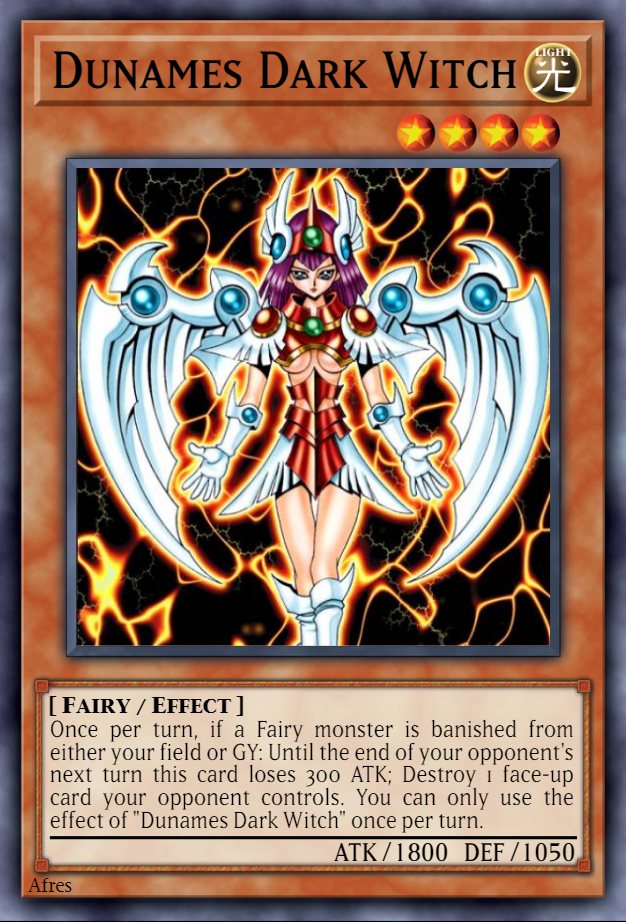 Dunames Dark Witch
LIGHT
光
[ Fairy / Effect ]
Once per turn, if a Fairy monster is banished from
either your field or GY: Until the end of your opponent's
next turn this card loses 300 ATK; Destroy 1 face-up
card your opponent controls. You can only use the
effect of "Dunames Dark Witch" once per turn.
ATK/1800 DEF/1050
Afres